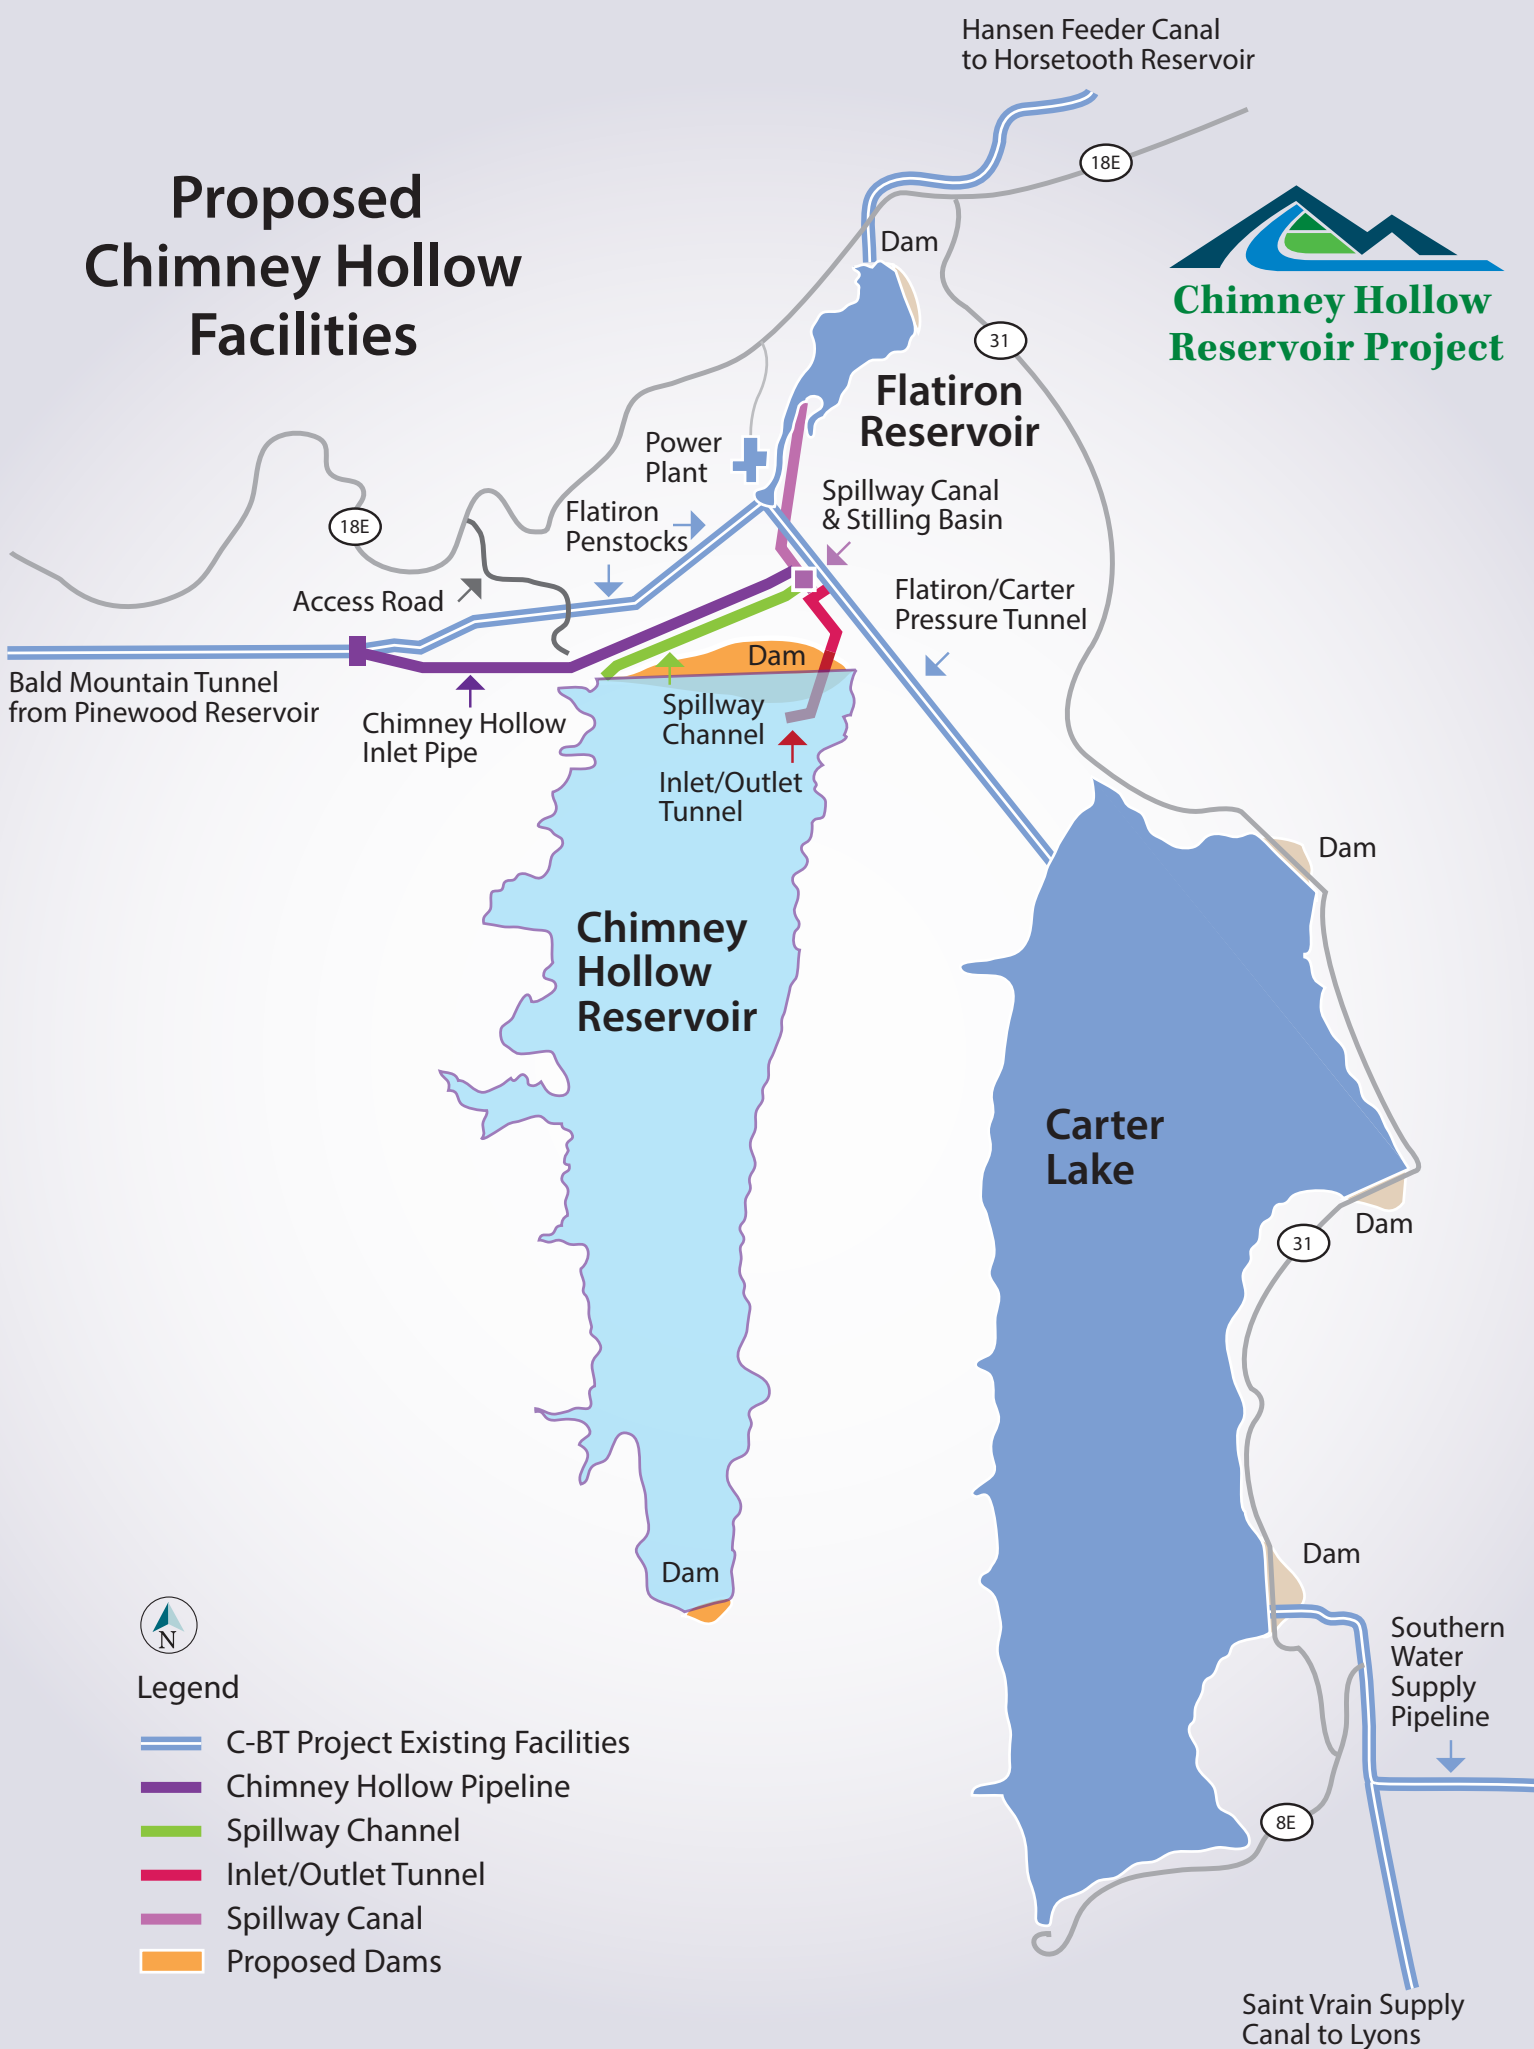 Hansen Feeder Canal
to Horsetooth Reservoir
18E
Proposed
Chimney Hollow
Facilities
Dam
Chimney Hollow
Reservoir Project
31
Flatiron
Reservoir
Power
Plant
Spillway Canal
& Stilling Basin
Flatiron
Penstocks
18E
Access Road
Flatiron/Carter
Pressure Tunnel
Dam
Bald Mountain Tunnel
from Pinewood Reservoir
Chimney Hollow
Inlet Pipe
Spillway
Channel
Inlet/Outlet
Tunnel
Dam
Chimney
Hollow
Reservoir
Carter
Lake
Dam
31
Dam
Dam
Southern
Water
Supply
Pipeline
8E
N
Legend
C-BT Project Existing Facilities
Chimney Hollow Pipeline
Spillway Channel
Inlet/Outlet Tunnel
Spillway Canal
Proposed Dams
Saint Vrain Supply
Canal to Lyons